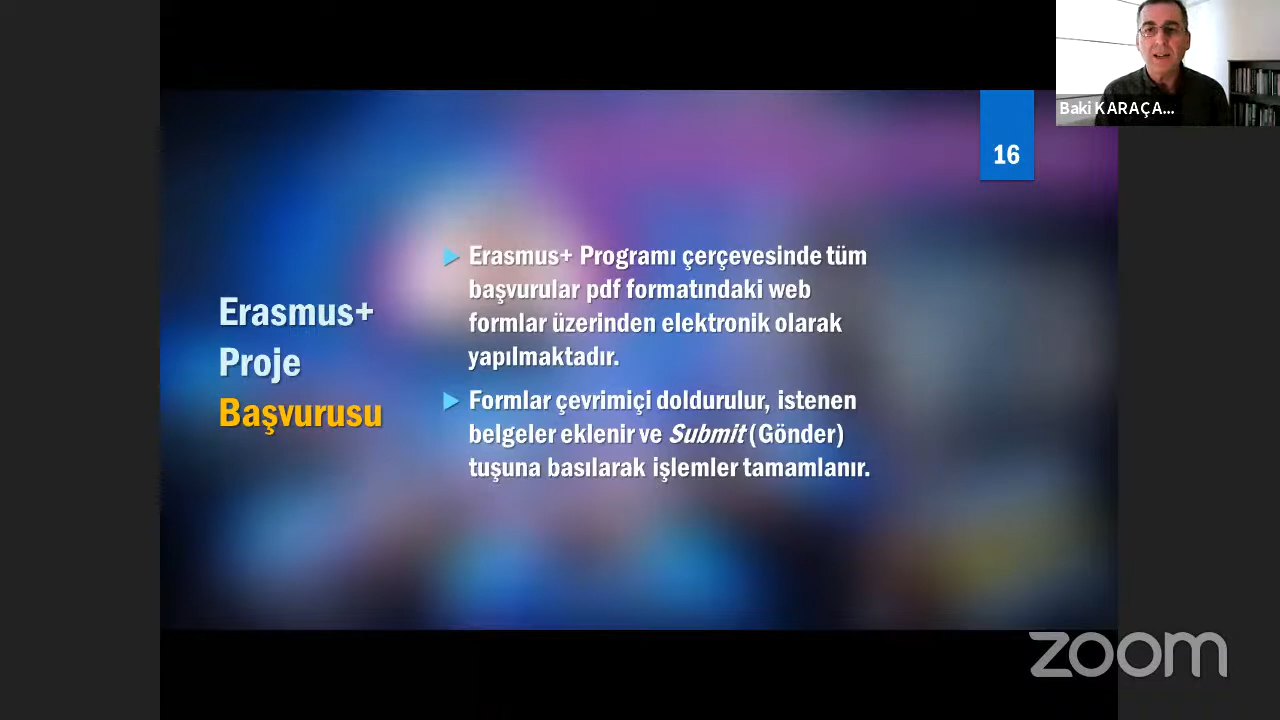 Baki KARAÇA...
16
Erasmus+
Proje
Başvurusu
Erasmus+ Programı çerçevesinde tüm
başvurular pdf formatındaki web
formlar üzerinden elektronik olarak
yapılmaktadır.
Formlar çevrimiçi doldurulur, istenen
belgeler eklenir ve Submit (Gönder)
tuşuna basılarak işlemler tamamlanır.
zoom